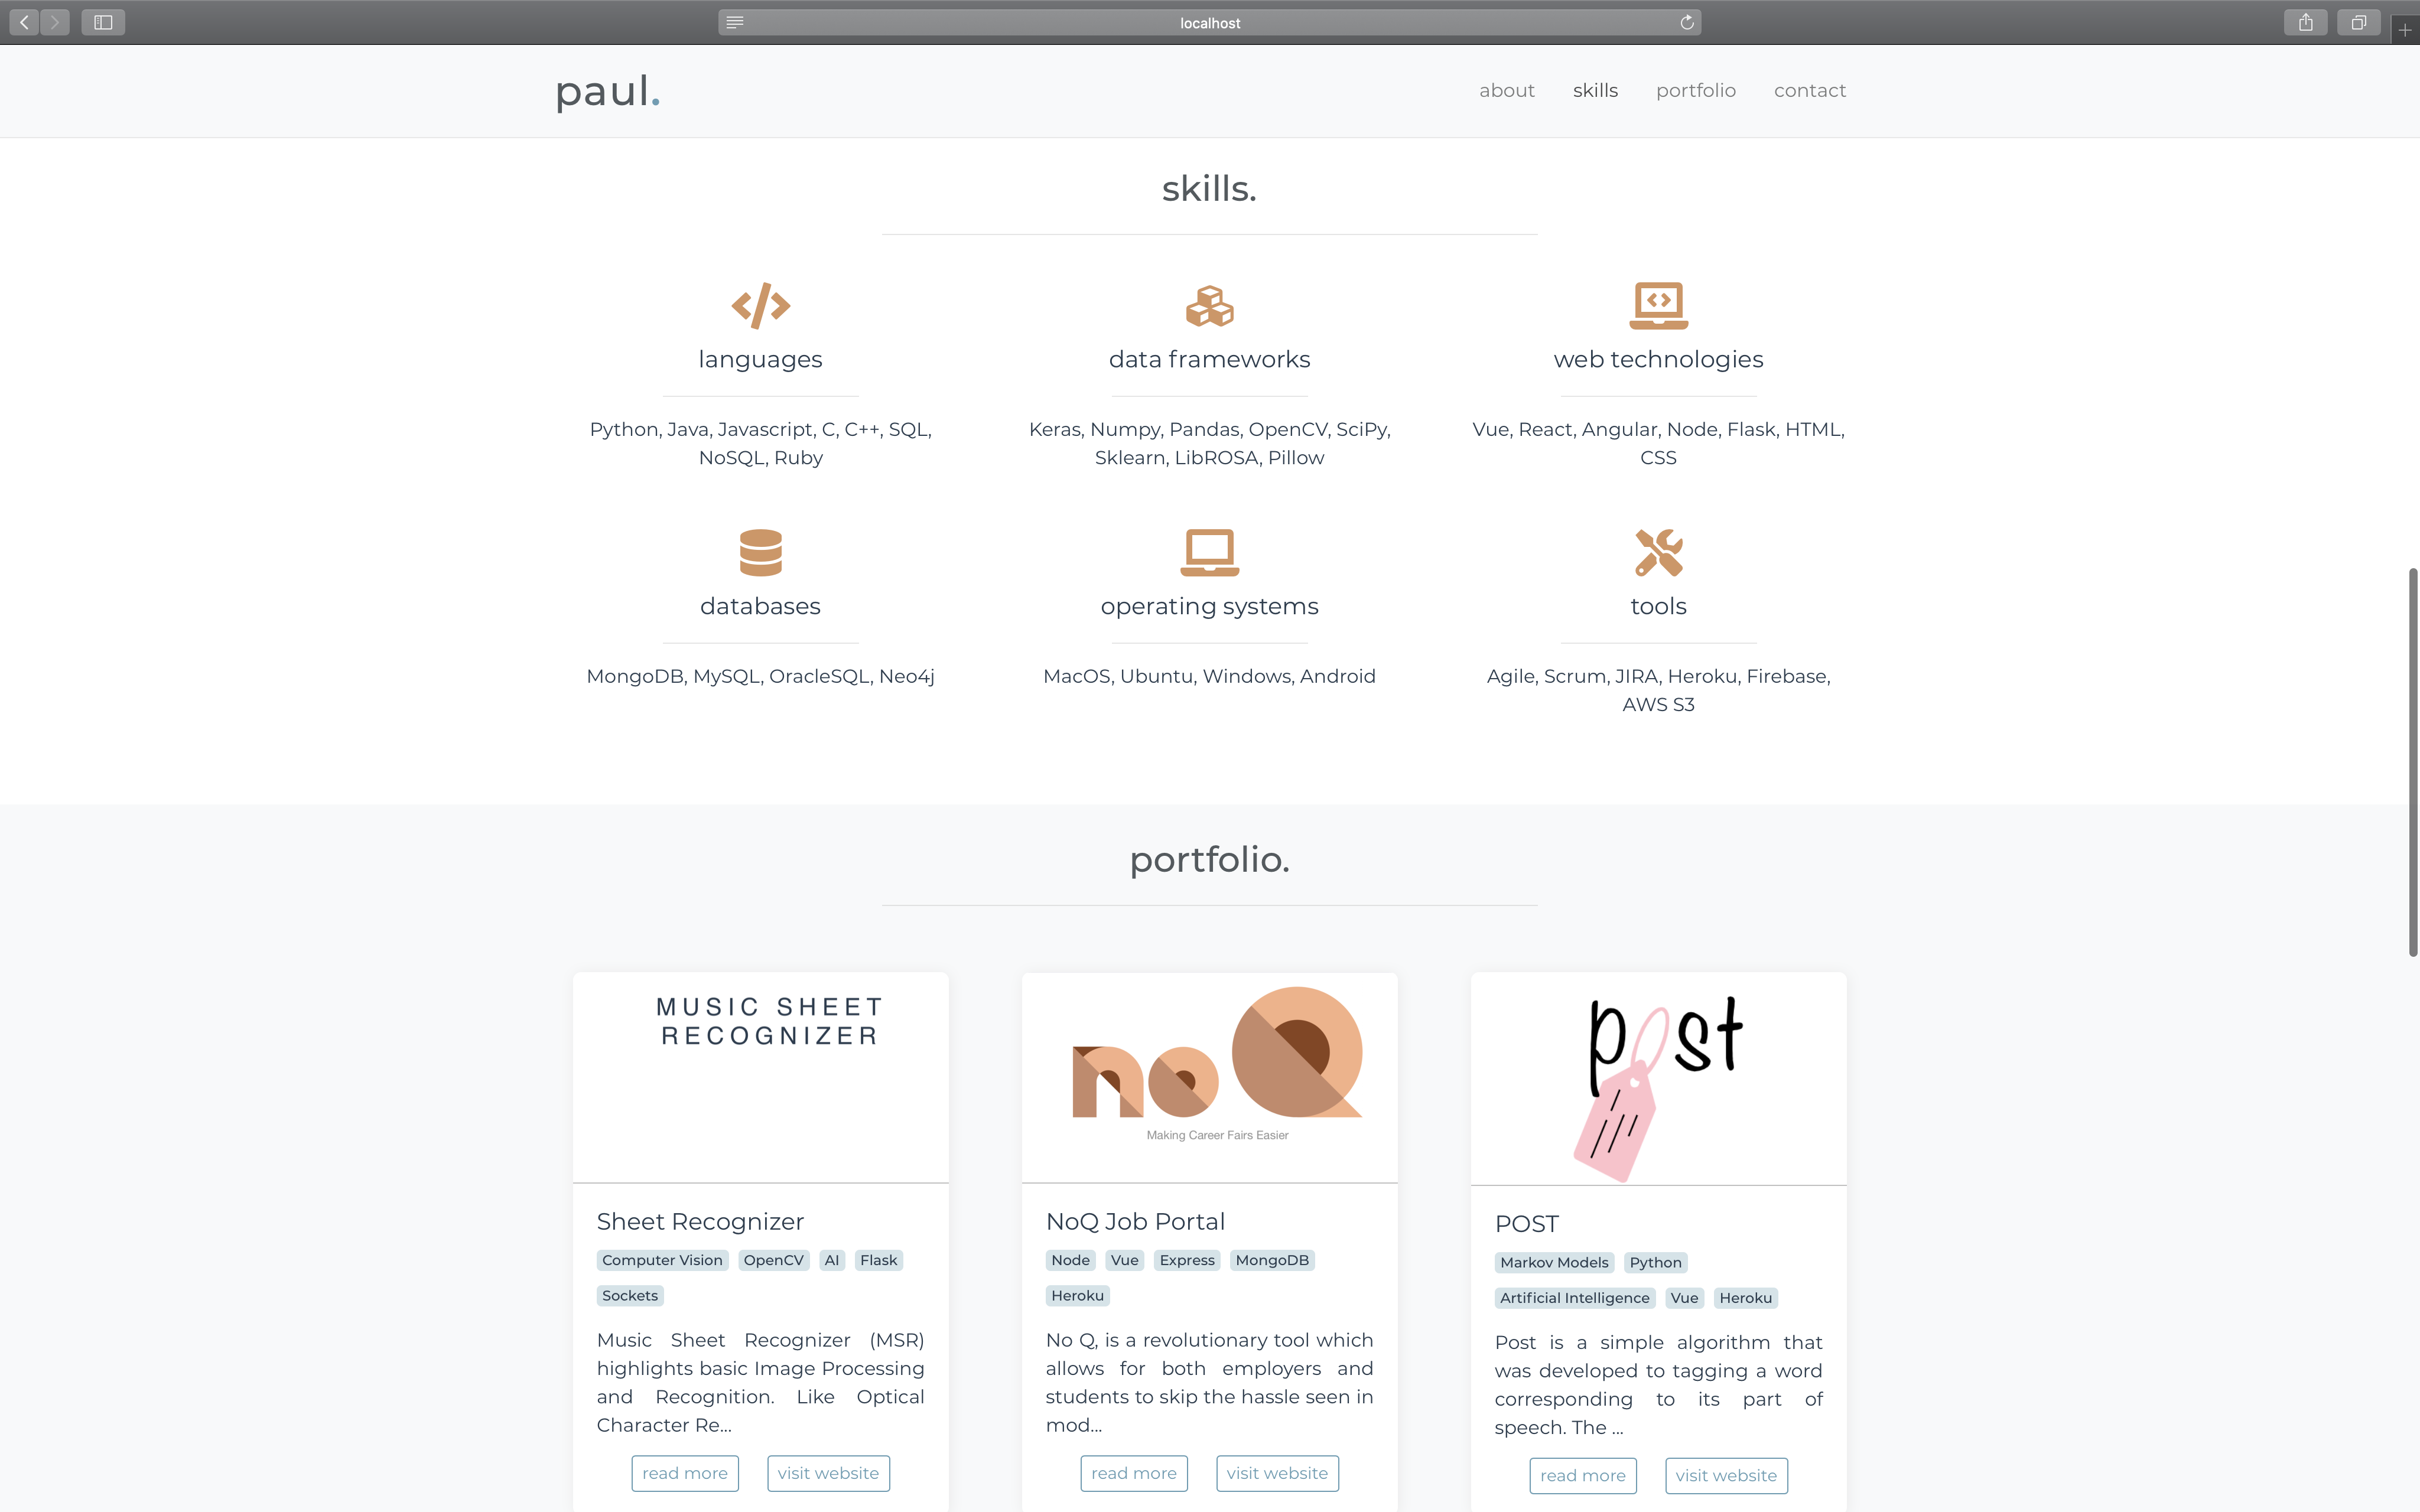 localhost
paul.
about skills portfolio contact
skills.
languages
Python, Java, Javascript, C, C++, SQL,
NoSQL, Ruby
data frameworks
Keras, Numpy, Pandas, OpenCV, SciPy,
Sklearn, LibROSA, Pillow
web technologies
Vue, React, Angular, Node, Flask, HTML,
CSS
databases
MongoDB, MySQL, OracleSQL, Neo4j
operating systems
MacOS, Ubuntu, Windows, Android
tools
Agile, Scrum, JIRA, Heroku, Firebase,
AWS S3
portfolio.
MUSIC SHEET
RECOGNIZER
Sheet Recognizer
Computer Vision OpenCV AI Flask
Sockets
Music Sheet Recognizer (MSR)
highlights basic Image Processing
and Recognition. Like Optical
Character Re...
read more visit website
noQ
Making Career Fairs Easier
NoQ Job Portal
Node Vue Express MongoDB
Heroku
No Q, is a revolutionary tool which
allows for both employers and
students to skip the hassle seen in
mod...
read more visit website
post
POST
Markov Models Python
Artificial Intelligence Vue Heroku
Post is a simple algorithm that
was developed to tagging a word
corresponding to its part of
speech. The ...
read more visit website